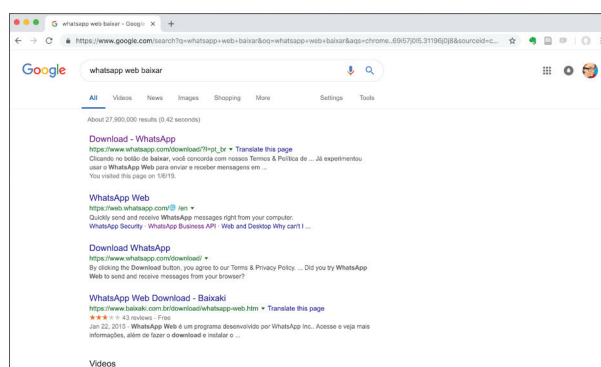 whatsapp web baixar - Google
https://www.google.com/search?q=whatsapp+web+baixar&oq=whatsapp+web+baixar&aqs=chrome..69i57j0l5.31196j0j8&sourceid=c...
Google
whatsapp web baixar
All Videos News Images Shopping More Settings Tools
About 27,900,000 results (0.42 seconds)
Download - WhatsApp
https://www.whatsapp.com/download/?l=pt_br ▾ Translate this page
Clicando no botão de baixar, você concorda com nossos Termos & Política de ... Já experimentou
usar o WhatsApp Web para enviar e receber mensagens em ...
You visited this page on 1/6/19.
WhatsApp Web
https://web.whatsapp.com/🌐/en ▾
Quickly send and receive WhatsApp messages right from your computer.
WhatsApp Security · WhatsApp Business API · Web and Desktop Why can't I ...
Download WhatsApp
https://www.whatsapp.com/download/ ▾
By clicking the Download button, you agree to our Terms & Privacy Policy. ... Did you try WhatsApp
Web to send and receive messages from your browser?
WhatsApp Web Download - Baixaki
https://www.baixaki.com.br/download/whatsapp-web.htm ▾ Translate this page
★★★★★ 43 reviews - Free
Jan 22, 2015 - WhatsApp Web é um programa desenvolvido por WhatsApp Inc.. Acesse e veja mais
informações, além de fazer o download e instalar o ...
Videos